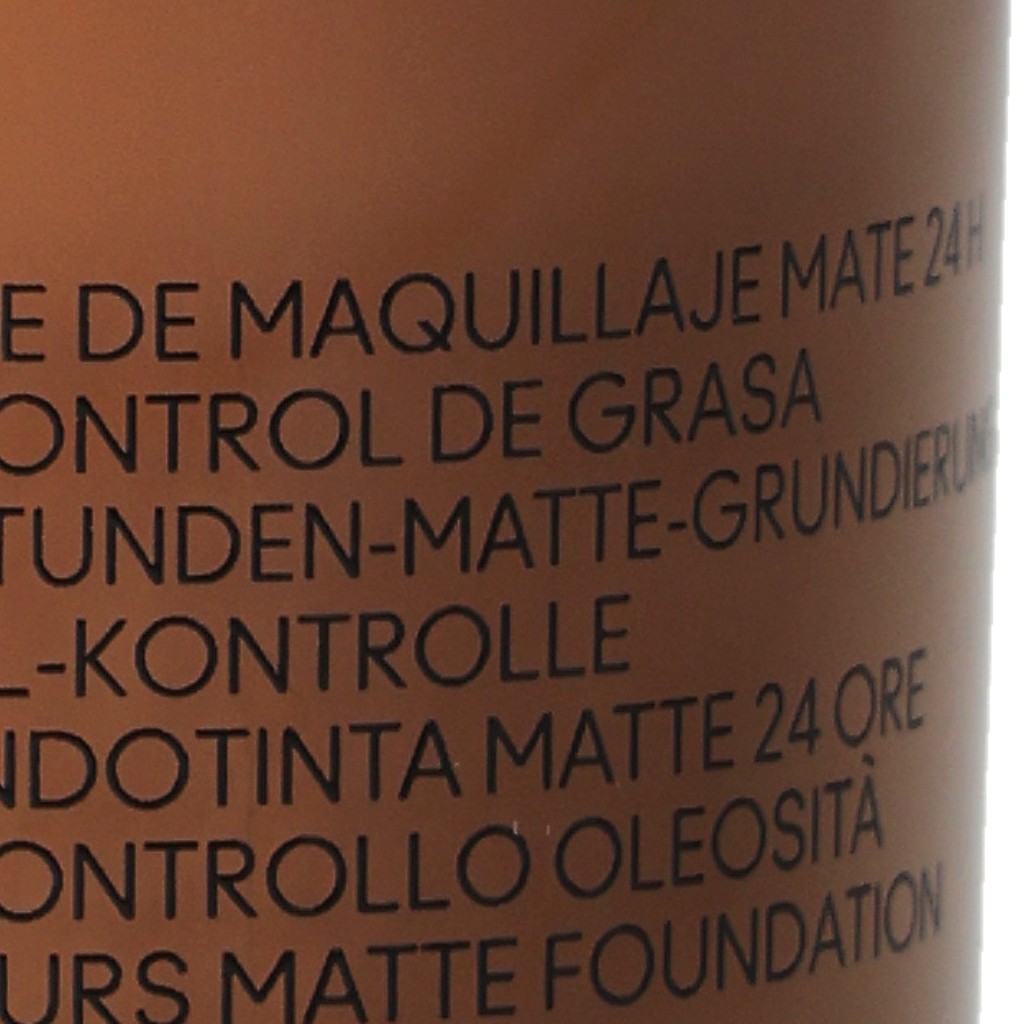 E DE MAQUILLAJE MATE 24H
ONTROL DE GRASA
TUNDEN-MATTE-GRUNDIERUNG
L-KONTROLLE
NDOTINTA MATTE 24 ORE
ONTROLLO OLEOSITÀ
URS MATTE FOUNDATION